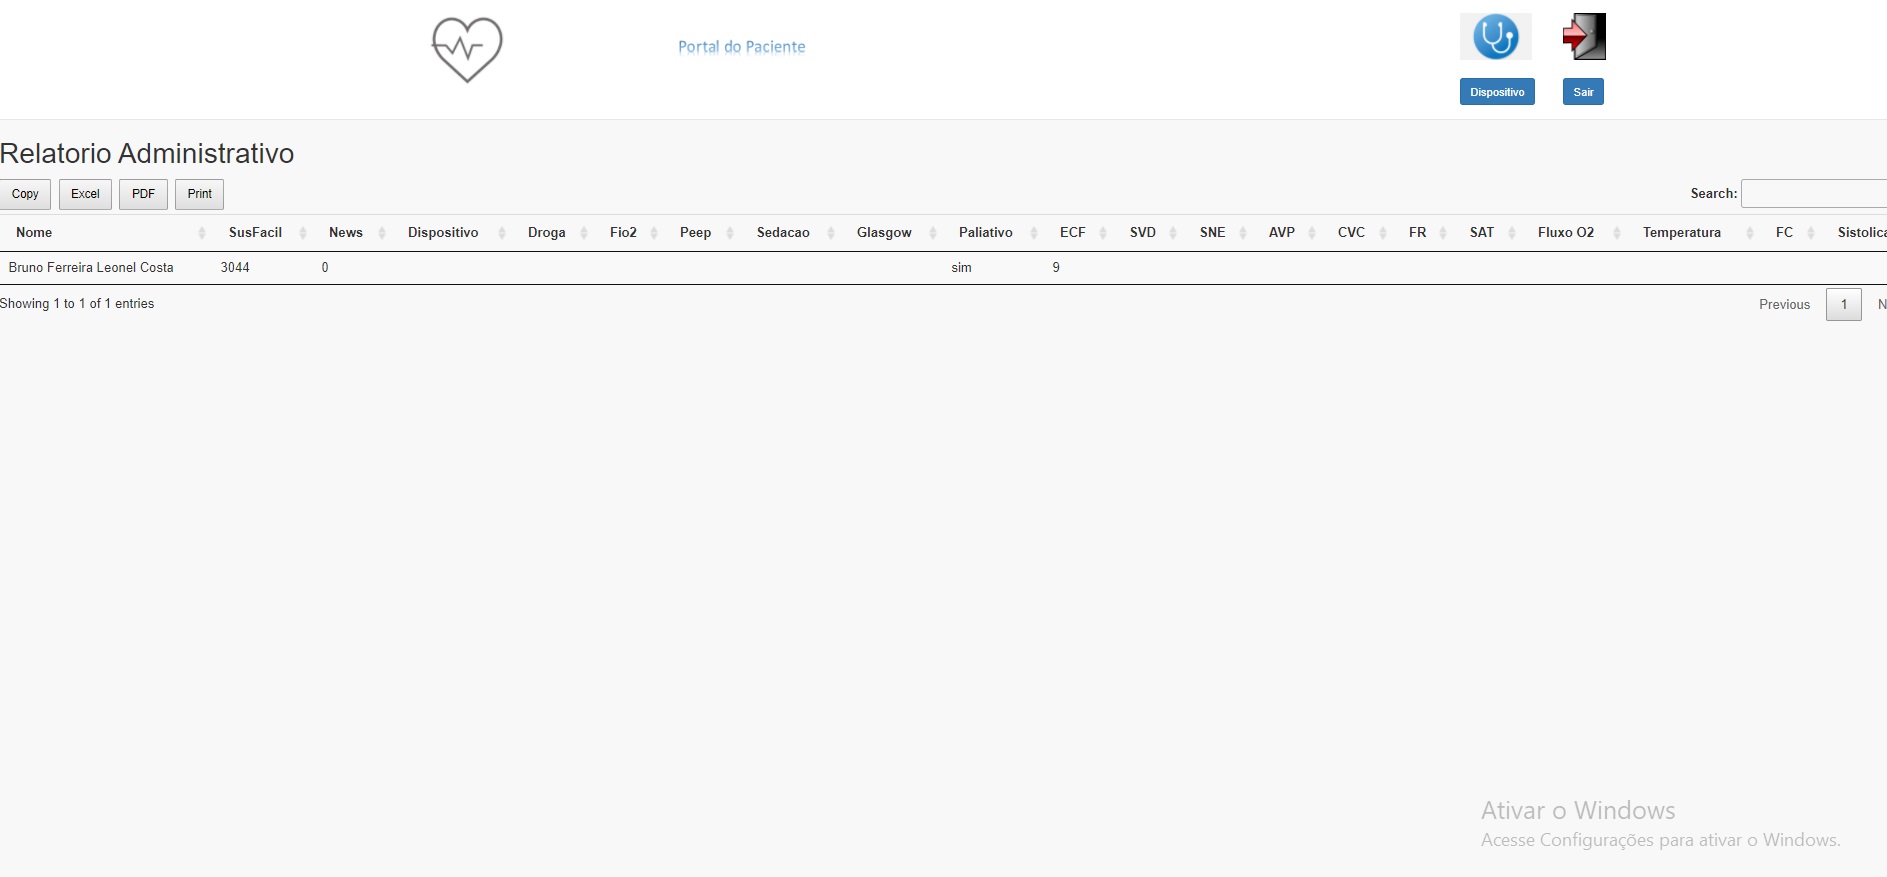 Portal do Paciente
Dispositivo Sair
Relatorio Administrativo
Copy Excel PDF Print Search:
Nome SusFacil News Dispositivo Droga Fio2 Peep Sedacao Glasgow Paliativo ECF SVD SNE AVP CVC FR SAT Fluxo O2 Temperatura FC Sistolica
Bruno Ferreira Leonel Costa 3044 0 sim 9
Showing 1 to 1 of 1 entries Previous 1 N
Ativar o Windows
Acesse Configurações para ativar o Windows.